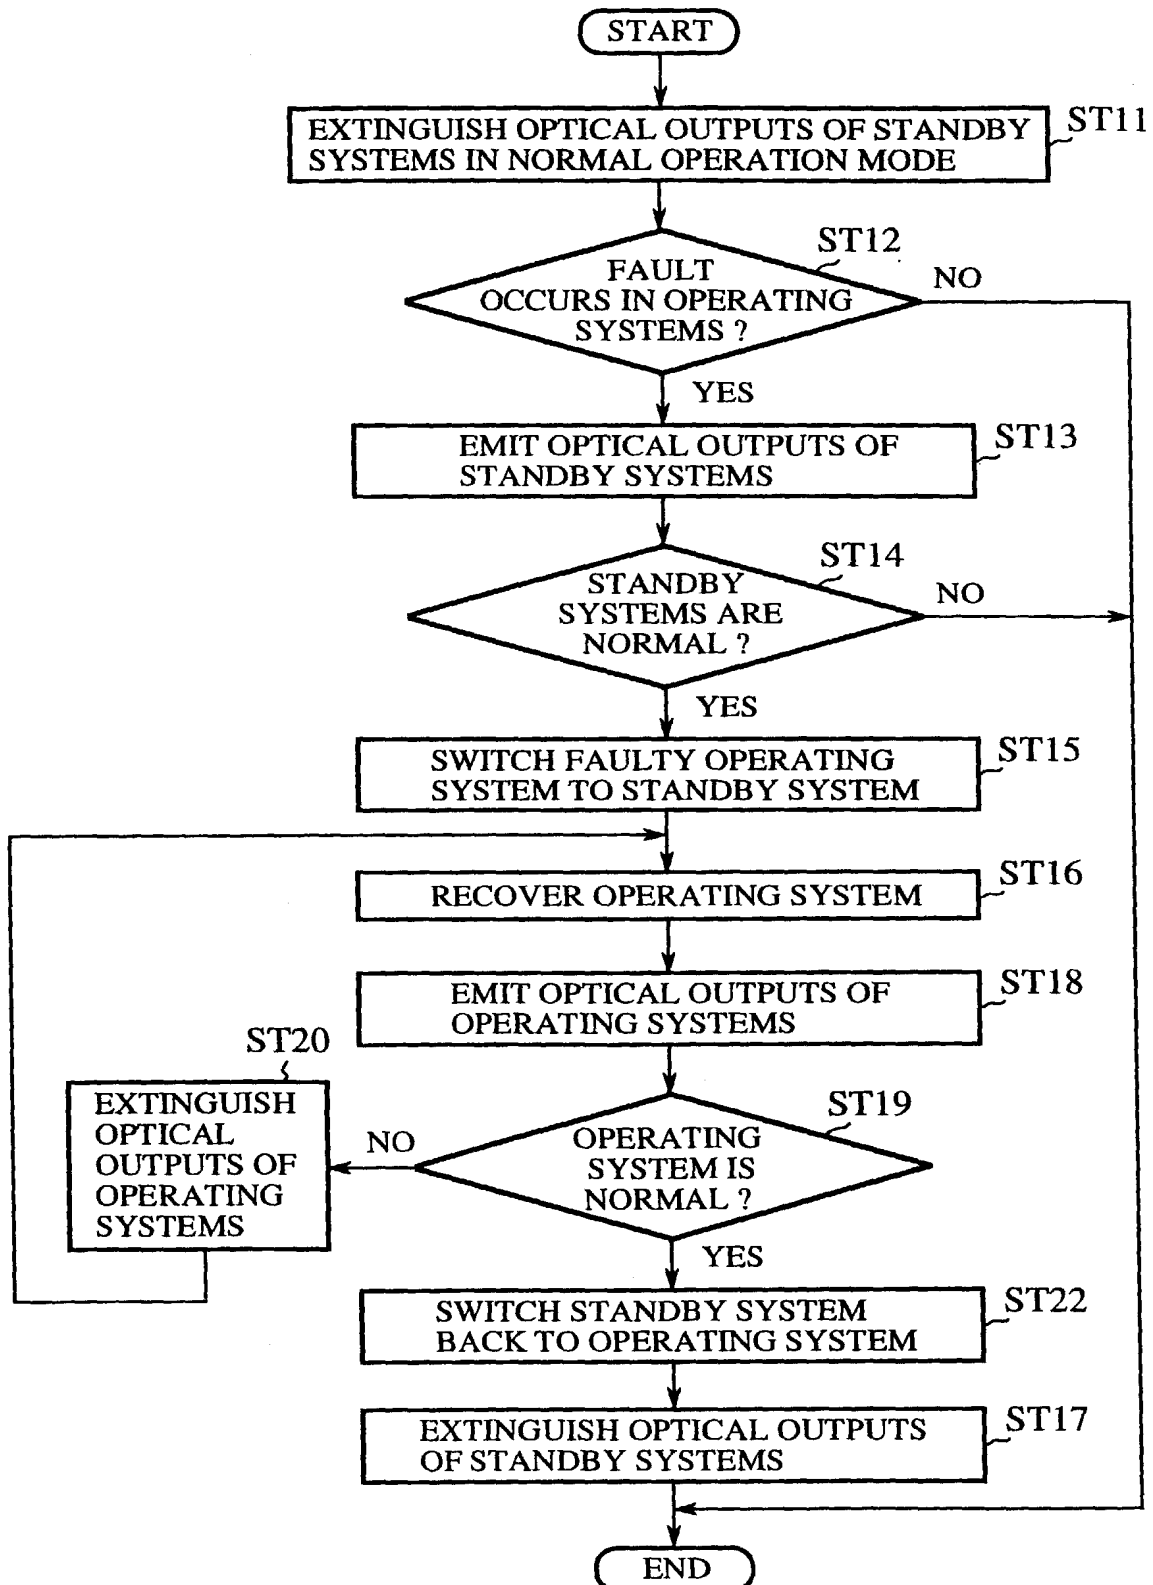 START
EXTINGUISH OPTICAL OUTPUTS OF STANDBY
SYSTEMS IN NORMAL OPERATION MODE
ST11
ST12
FAULT
OCCURS IN OPERATING
SYSTEMS ?
NO
YES
EMIT OPTICAL OUTPUTS OF
STANDBY SYSTEMS
ST13
ST14
STANDBY
SYSTEMS ARE
NORMAL ?
NO
YES
SWITCH FAULTY OPERATING
SYSTEM TO STANDBY SYSTEM
ST15
RECOVER OPERATING SYSTEM
ST16
EMIT OPTICAL OUTPUTS OF
OPERATING SYSTEMS
ST18
ST20
EXTINGUISH
OPTICAL
OUTPUTS OF
OPERATING
SYSTEMS
NO
ST19
OPERATING
SYSTEM IS
NORMAL ?
YES
SWITCH STANDBY SYSTEM
BACK TO OPERATING SYSTEM
ST22
EXTINGUISH OPTICAL OUTPUTS
OF STANDBY SYSTEMS
ST17
END